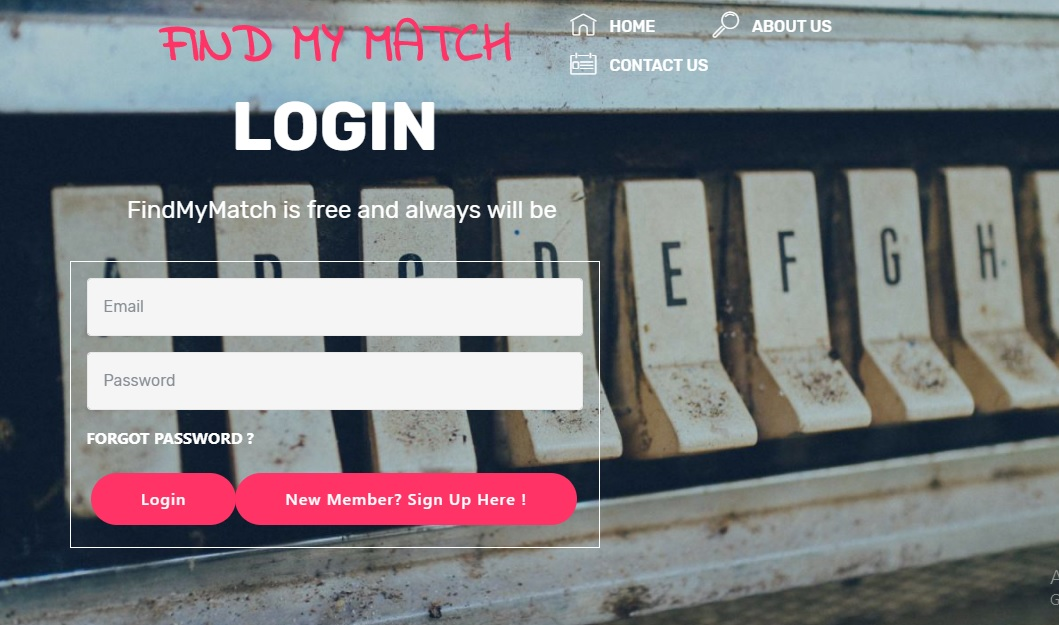 FIND MY MATCH
HOME
ABOUT US
CONTACT US
LOGIN
FindMyMatch is free and always will be
D
E
F
G
H
Email
Password
FORGOT PASSWORD ?
Login
New Member? Sign Up Here !